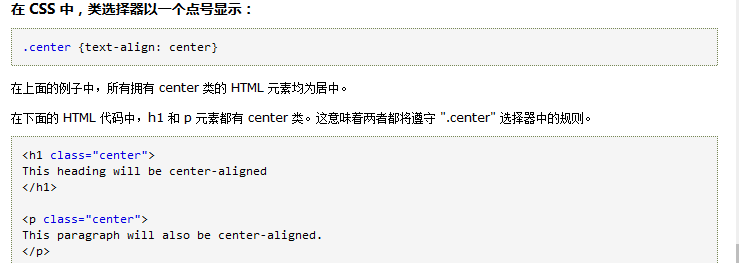 在 CSS 中，类选择器以一个点号显示：
.center {text-align: center}
在上面的例子中，所有拥有 center 类的 HTML 元素均为居中。
在下面的 HTML 代码中，h1 和 p 元素都有 center 类。这意味着两者都将遵守 ".center" 选择器中的规则。
<h1 class="center">
This heading will be center-aligned
</h1>
<p class="center">
This paragraph will also be center-aligned.
</p>